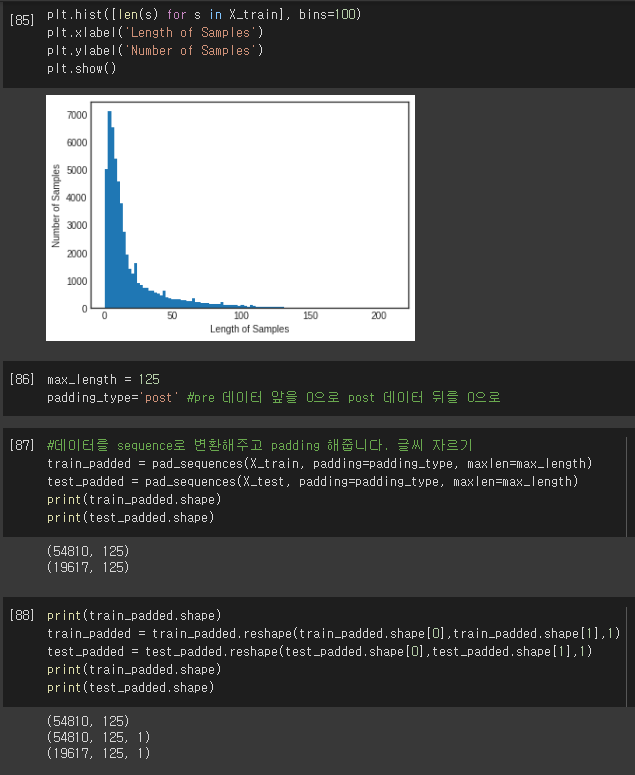 [85] plt.hist([len(s) for s in X_train], bins=100)
plt.xlabel('Length of Samples')
plt.ylabel('Number of Samples')
plt.show()
7000
6000
5000
4000
3000
2000
1000
0
Number of Samples
0 50 100 150 200
Length of Samples
[86] max_length = 125
padding_type='post' #pre 데이터 앞을 0으로 post 데이터 뒤를 0으로
[87] #데이터를 sequence로 변환해주고 padding 해줍니다. 글씨 자르기
train_padded = pad_sequences(X_train, padding=padding_type, maxlen=max_length)
test_padded = pad_sequences(X_test, padding=padding_type, maxlen=max_length)
print(train_padded.shape)
print(test_padded.shape)
(54810, 125)
(19617, 125)
[88] print(train_padded.shape)
train_padded = train_padded.reshape(train_padded.shape[0],train_padded.shape[1],1)
test_padded = test_padded.reshape(test_padded.shape[0],test_padded.shape[1],1)
print(train_padded.shape)
print(test_padded.shape)
(54810, 125)
(54810, 125, 1)
(19617, 125, 1)